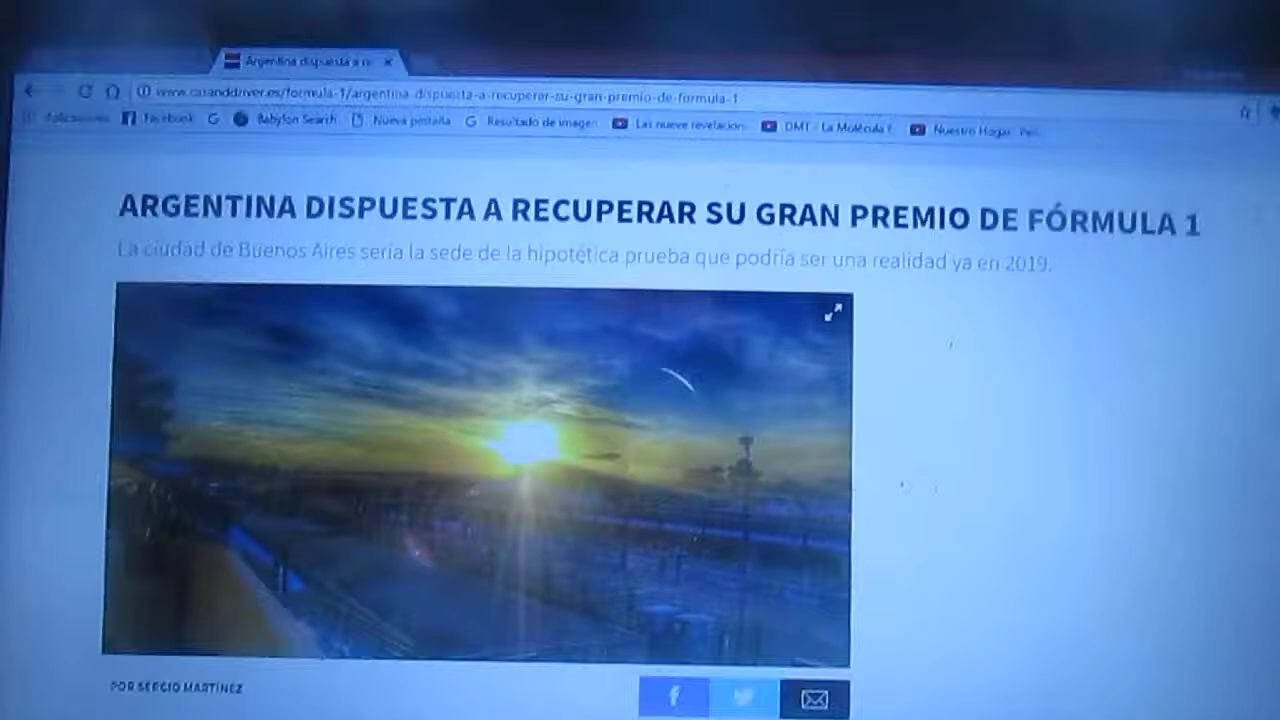 Argentina dispuesta a re
www.caranddriver.es/formula-1/argentina-dispuesta-a-recuperar-su-gran-premio-de-formula-1
Aplicaciones Facebook G Babylon Search Nueva pestaña G Resultado de imagen Las nueve revelacion DMT - La Molécula E Nuestro Hogar Pel
ARGENTINA DISPUESTA A RECUPERAR SU GRAN PREMIO DE FÓRMULA 1
La ciudad de Buenos Aires sería la sede de la hipotética prueba que podría ser una realidad ya en 2019.
POR SERGIO MARTÍNEZ
f